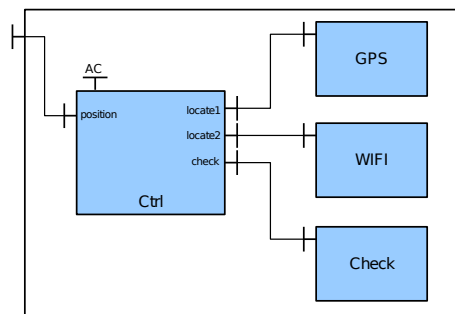 GPS
AC
position
locate1
locate2
check
WIFI
Ctrl
Check